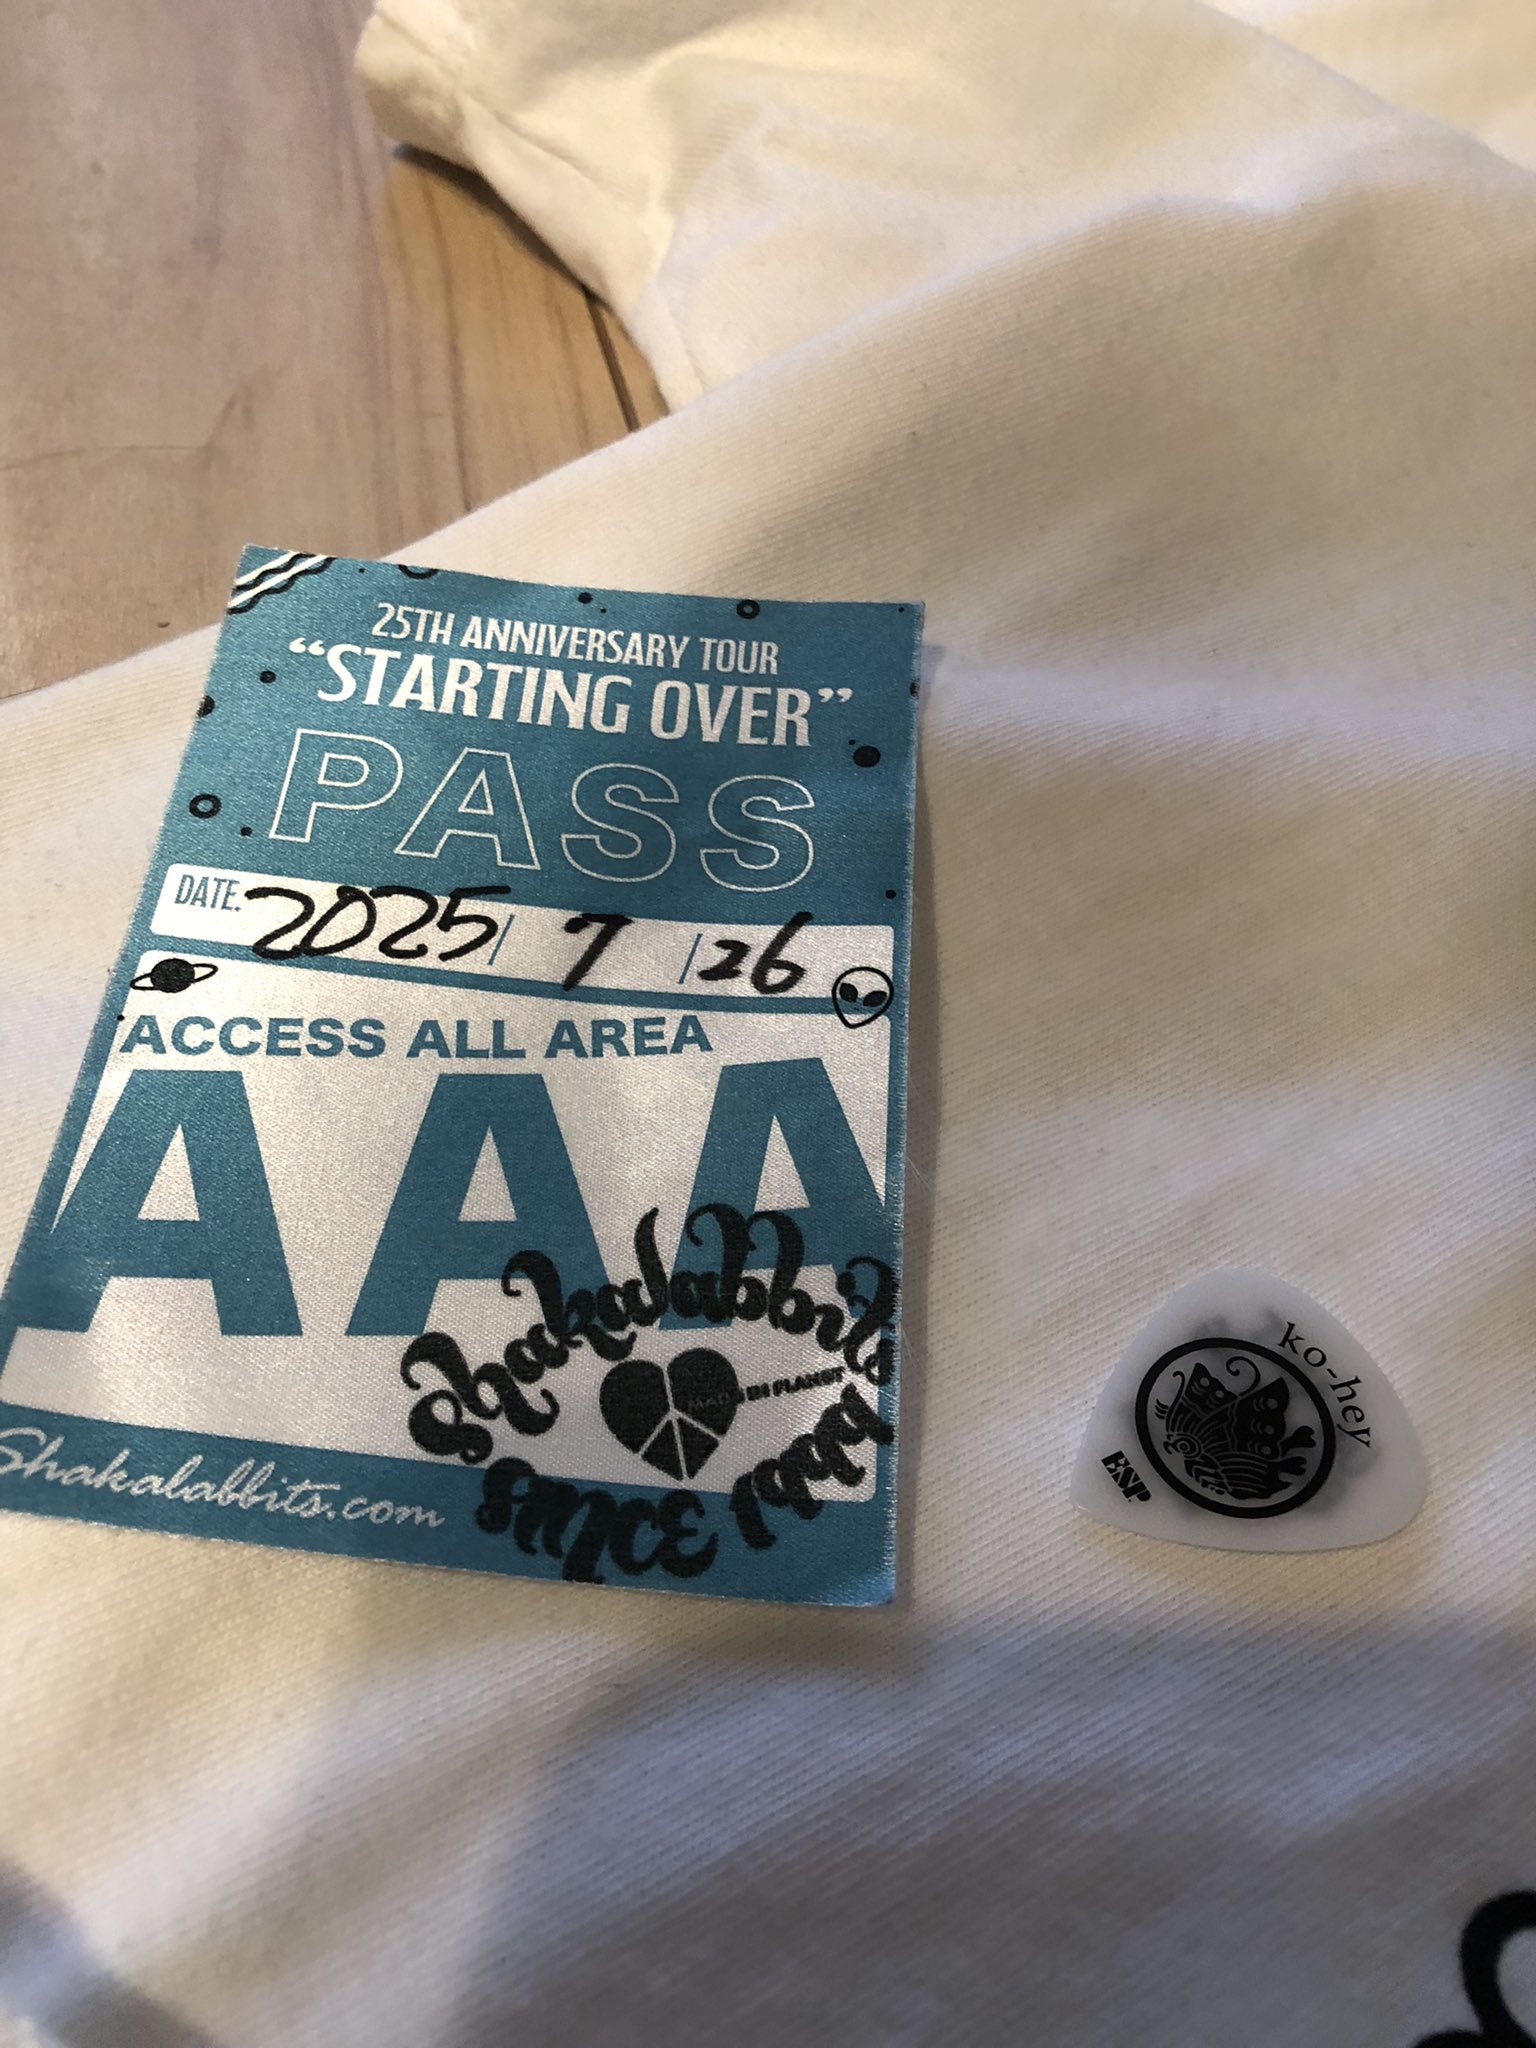 25TH ANNIVERSARY TOUR
“STARTING OVER”
PASS
DATE. 2025/7/26
ACCESS ALL AREA
AAA
Shakalabbits
MADE IN PLANET
SINCE 1999
Shakalabbits.com
ko-hey
ESP